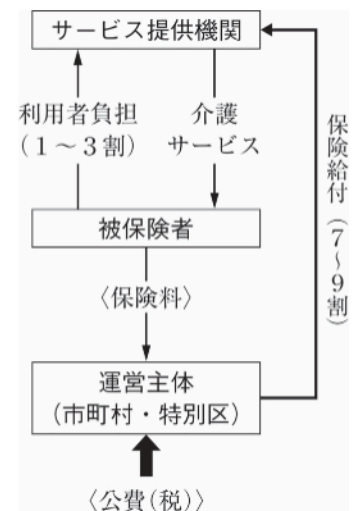 サービス提供機関
利用者負担
(1～3割)
介護
サービス
保険給付(7～9割)
被保険者
〈保険料〉
運営主体
(市町村・特別区)
〈公費(税)〉